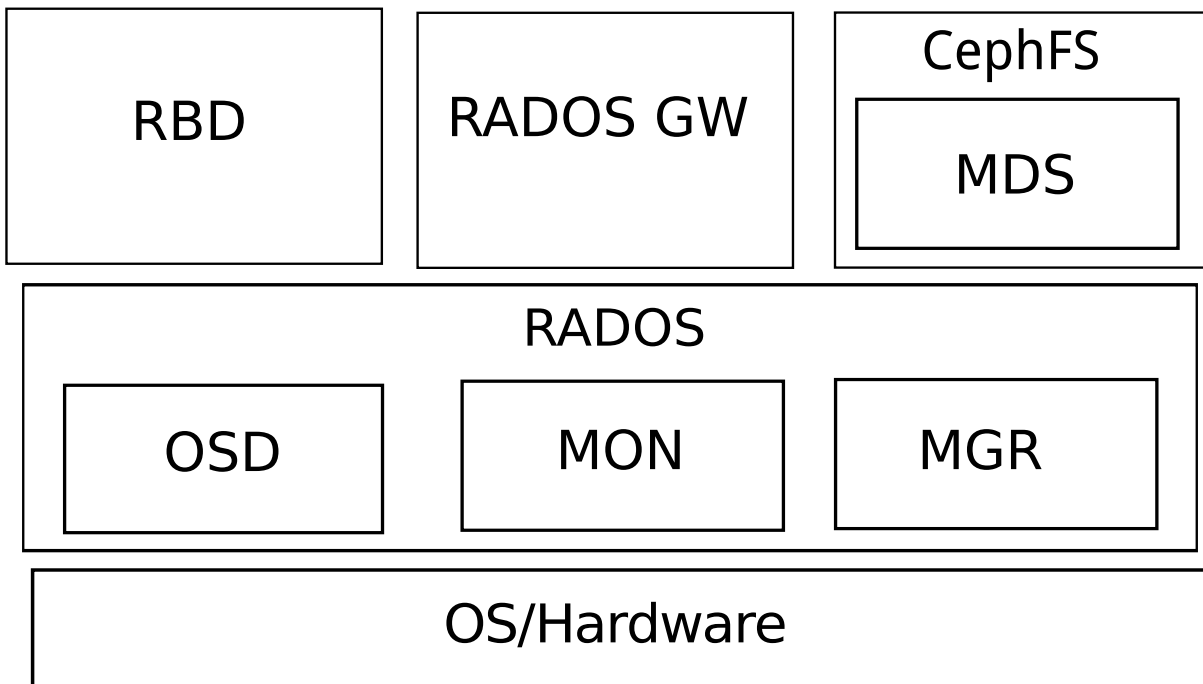 RBD
RADOS GW
CephFS
MDS
RADOS
OSD
MON
MGR
OS/Hardware